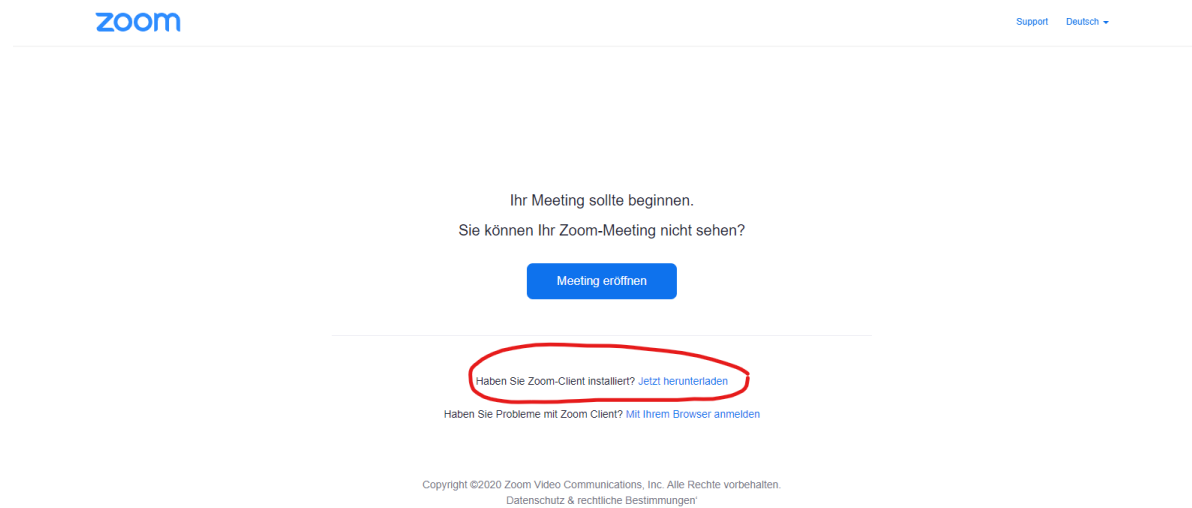 zoom
Support Deutsch
Ihr Meeting sollte beginnen.
Sie können Ihr Zoom-Meeting nicht sehen?
Meeting eröffnen
Haben Sie Zoom-Client installiert? Jetzt herunterladen
Haben Sie Probleme mit Zoom Client? Mit Ihrem Browser anmelden
Copyright ©2020 Zoom Video Communications, Inc. Alle Rechte vorbehalten.
Datenschutz & rechtliche Bestimmungen'